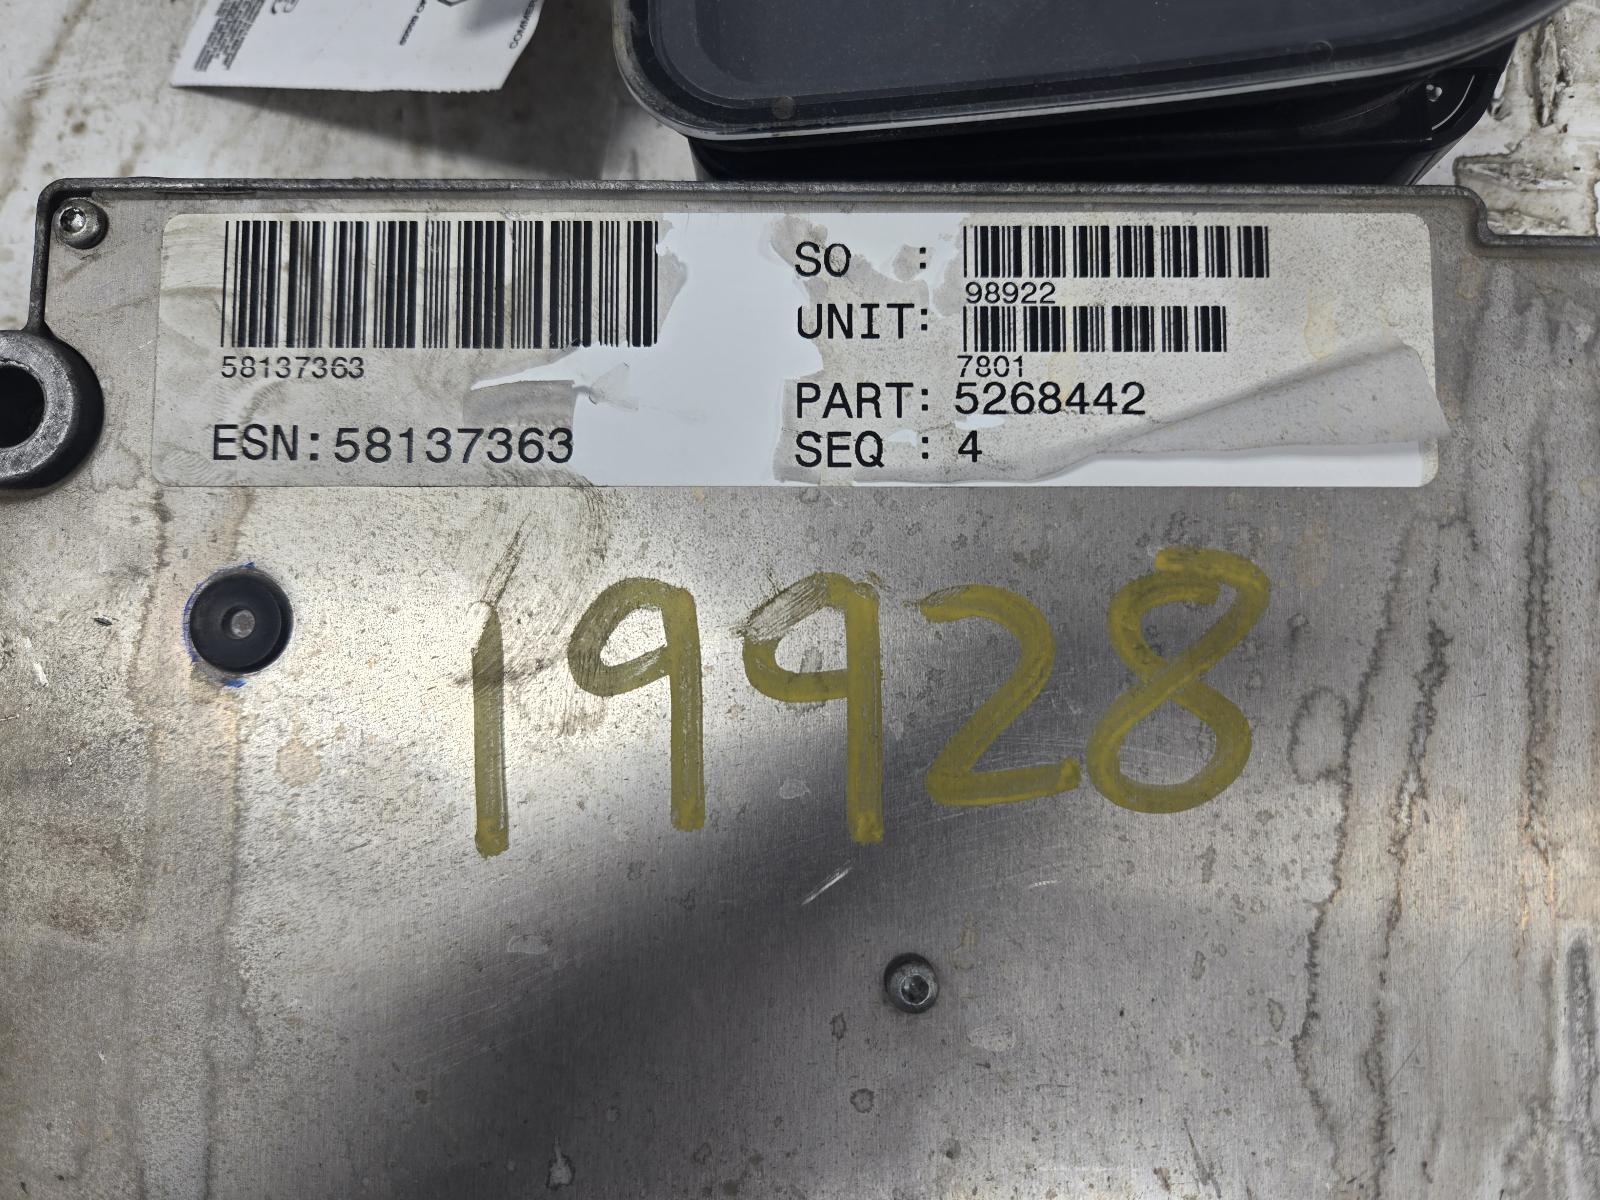 58137363
ESN:58137363
SO :
98922
UNIT:
7801
PART: 5268442
SEQ : 4
19928